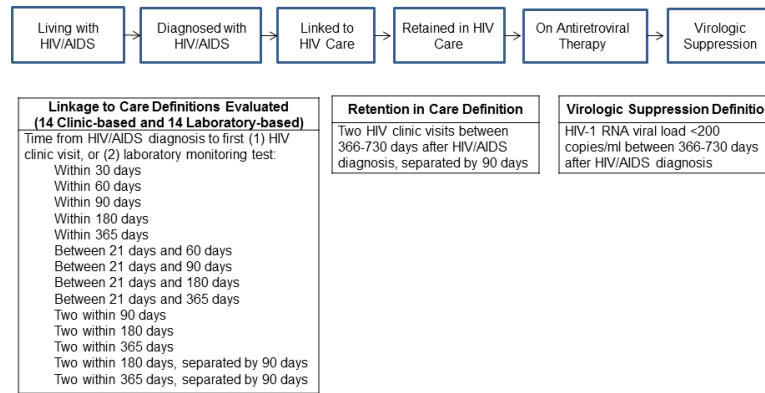 Living with
HIV/AIDS
Diagnosed with
HIV/AIDS
Linked to
HIV Care
Retained in HIV
Care
On Antiretroviral
Therapy
Virologic
Suppression
Linkage to Care Definitions Evaluated
(14 Clinic-based and 14 Laboratory-based)
Time from HIV/AIDS diagnosis to first (1) HIV
clinic visit, or (2) laboratory monitoring test:
Within 30 days
Within 60 days
Within 90 days
Within 180 days
Within 365 days
Between 21 days and 60 days
Between 21 days and 90 days
Between 21 days and 180 days
Between 21 days and 365 days
Two within 90 days
Two within 180 days
Two within 365 days
Two within 180 days, separated by 90 days
Two within 365 days, separated by 90 days
Retention in Care Definition
Two HIV clinic visits between
366-730 days after HIV/AIDS
diagnosis, separated by 90 days
Virologic Suppression Definition
HIV-1 RNA viral load <200
copies/ml between 366-730 days
after HIV/AIDS diagnosis